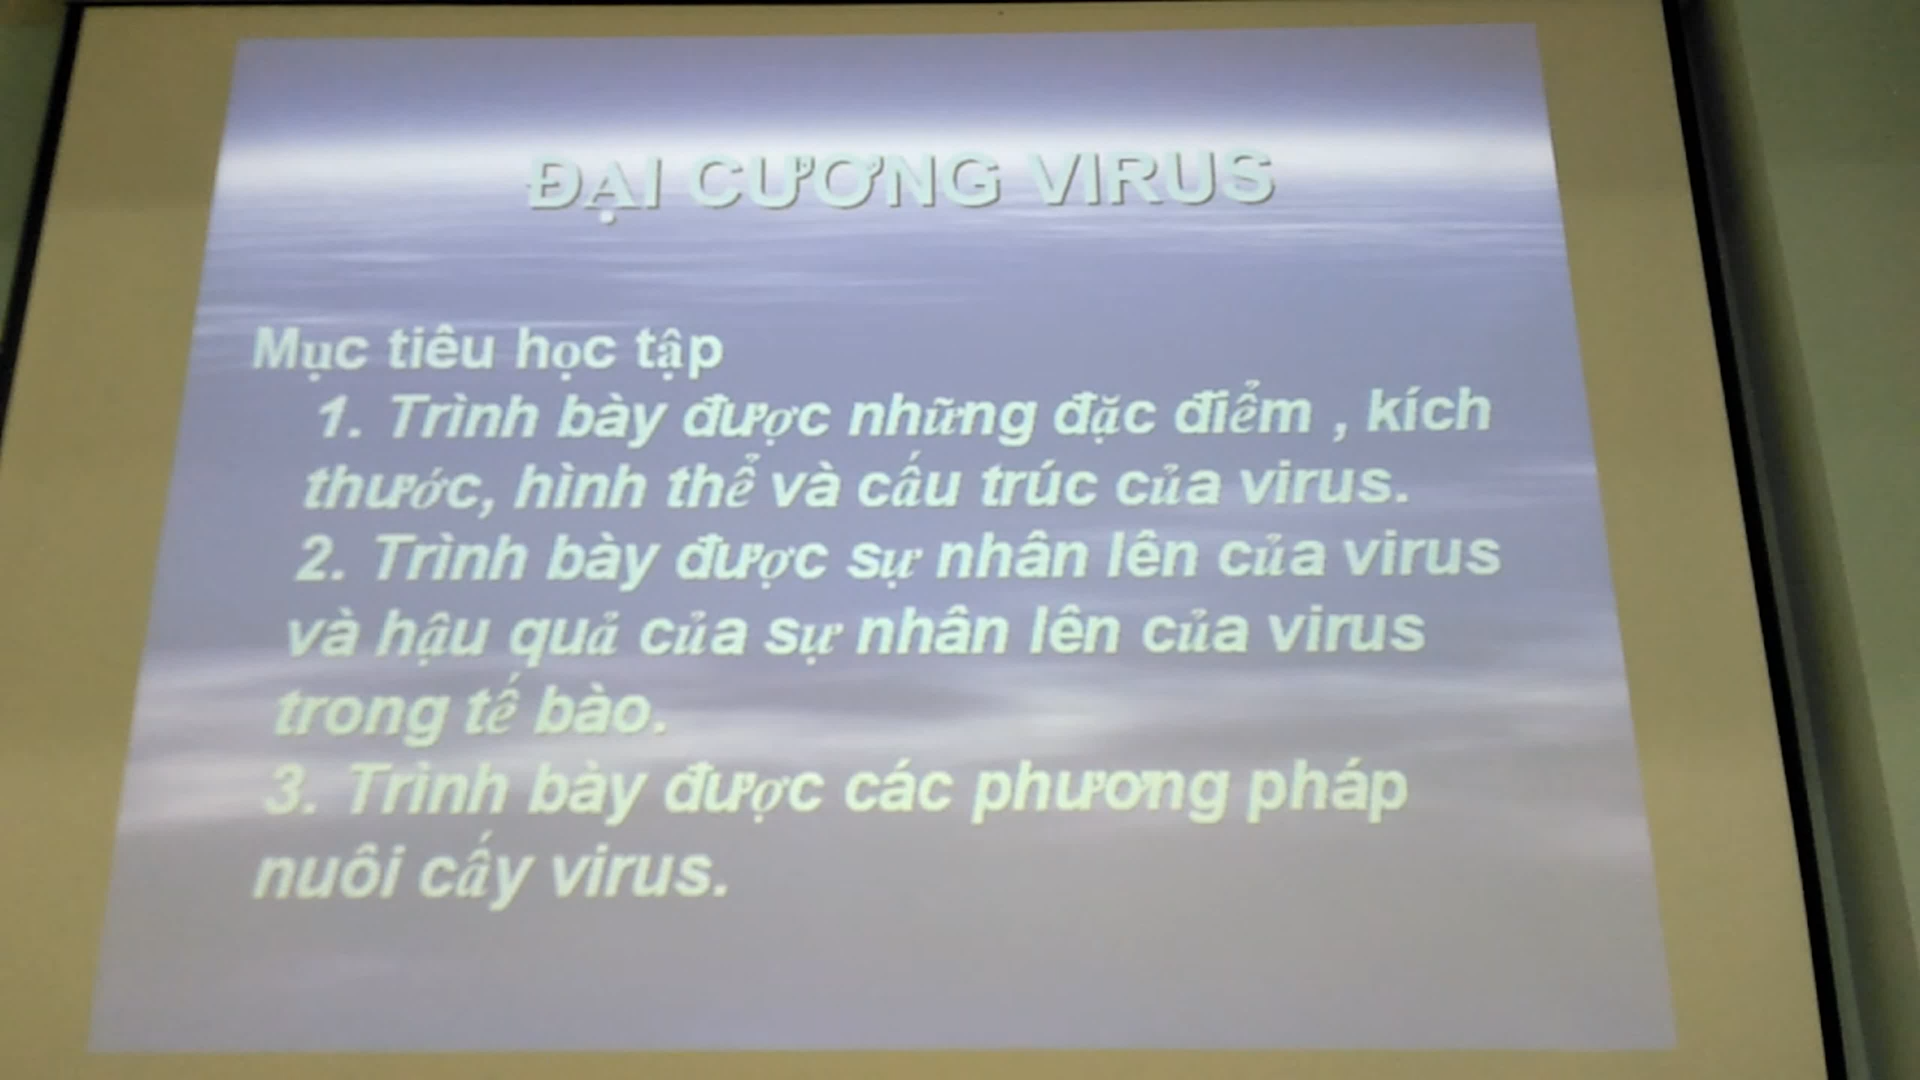 ĐẠI CƯƠNG VIRUS
Mục tiêu học tập
1. Trình bày được những đặc điểm , kích
thước, hình thể và cấu trúc của virus.
2. Trình bày được sự nhân lên của virus
và hậu quả của sự nhân lên của virus
trong tế bào.
3. Trình bày được các phương pháp
nuôi cấy virus.